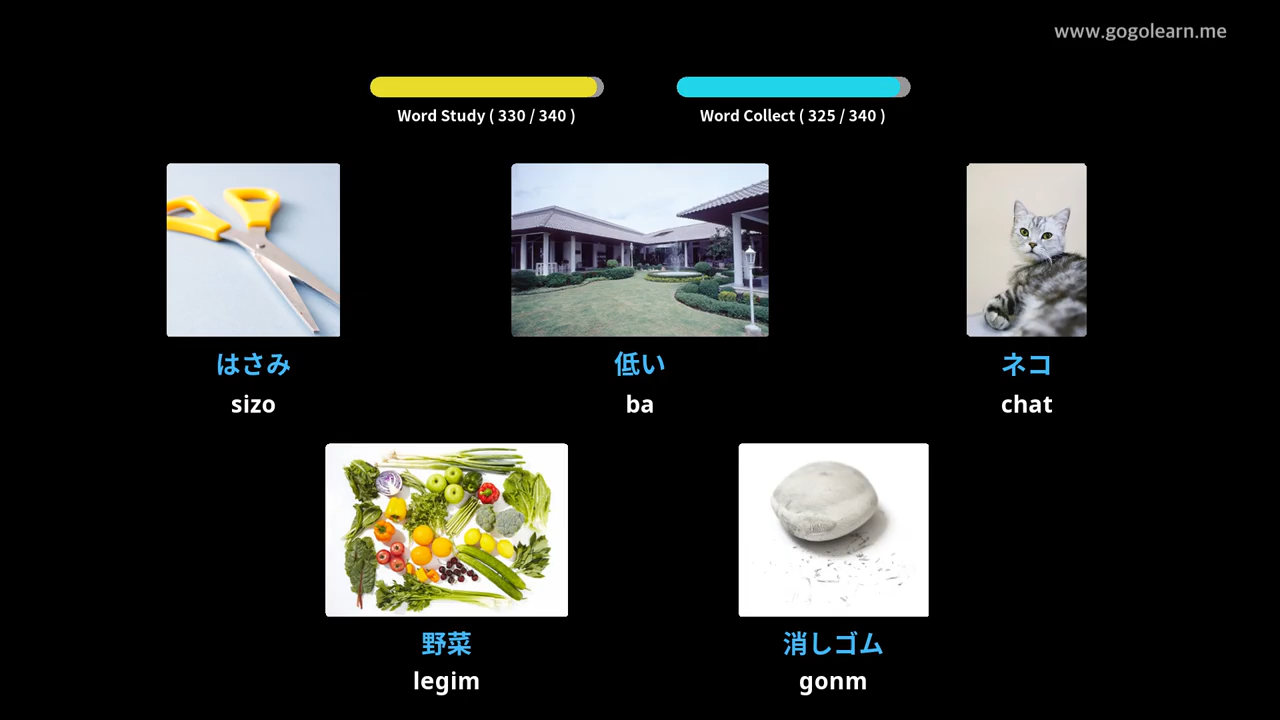 www.gogolearn.me
Word Study ( 330 / 340 )
Word Collect ( 325 / 340 )
はさみ
sizo
低い
ba
ネコ
chat
野菜
legim
消しゴム
gonm